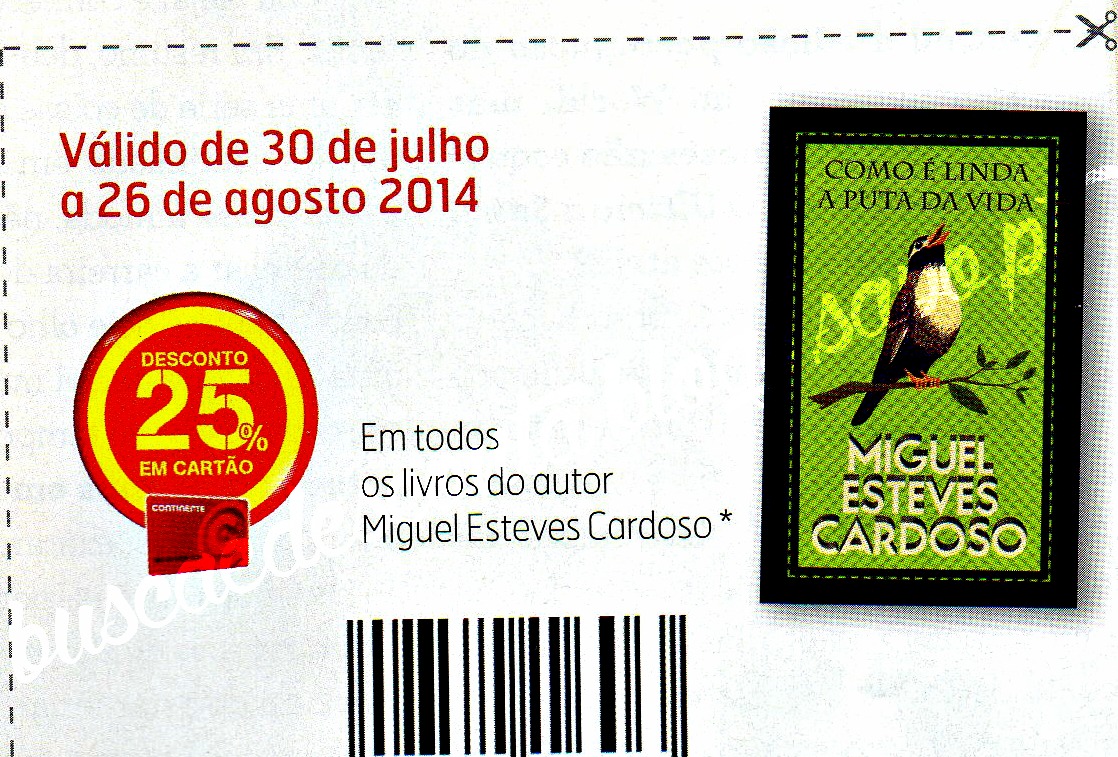 Válido de 30 de julho
a 26 de agosto 2014
COMO É LINDA
A PUTA DA VIDA
DESCONTO
25%
EM CARTÃO
CONTINENTE
Em todos
os livros do autor
Miguel Esteves Cardoso *
MIGUEL
ESTEVES
CARDOSO